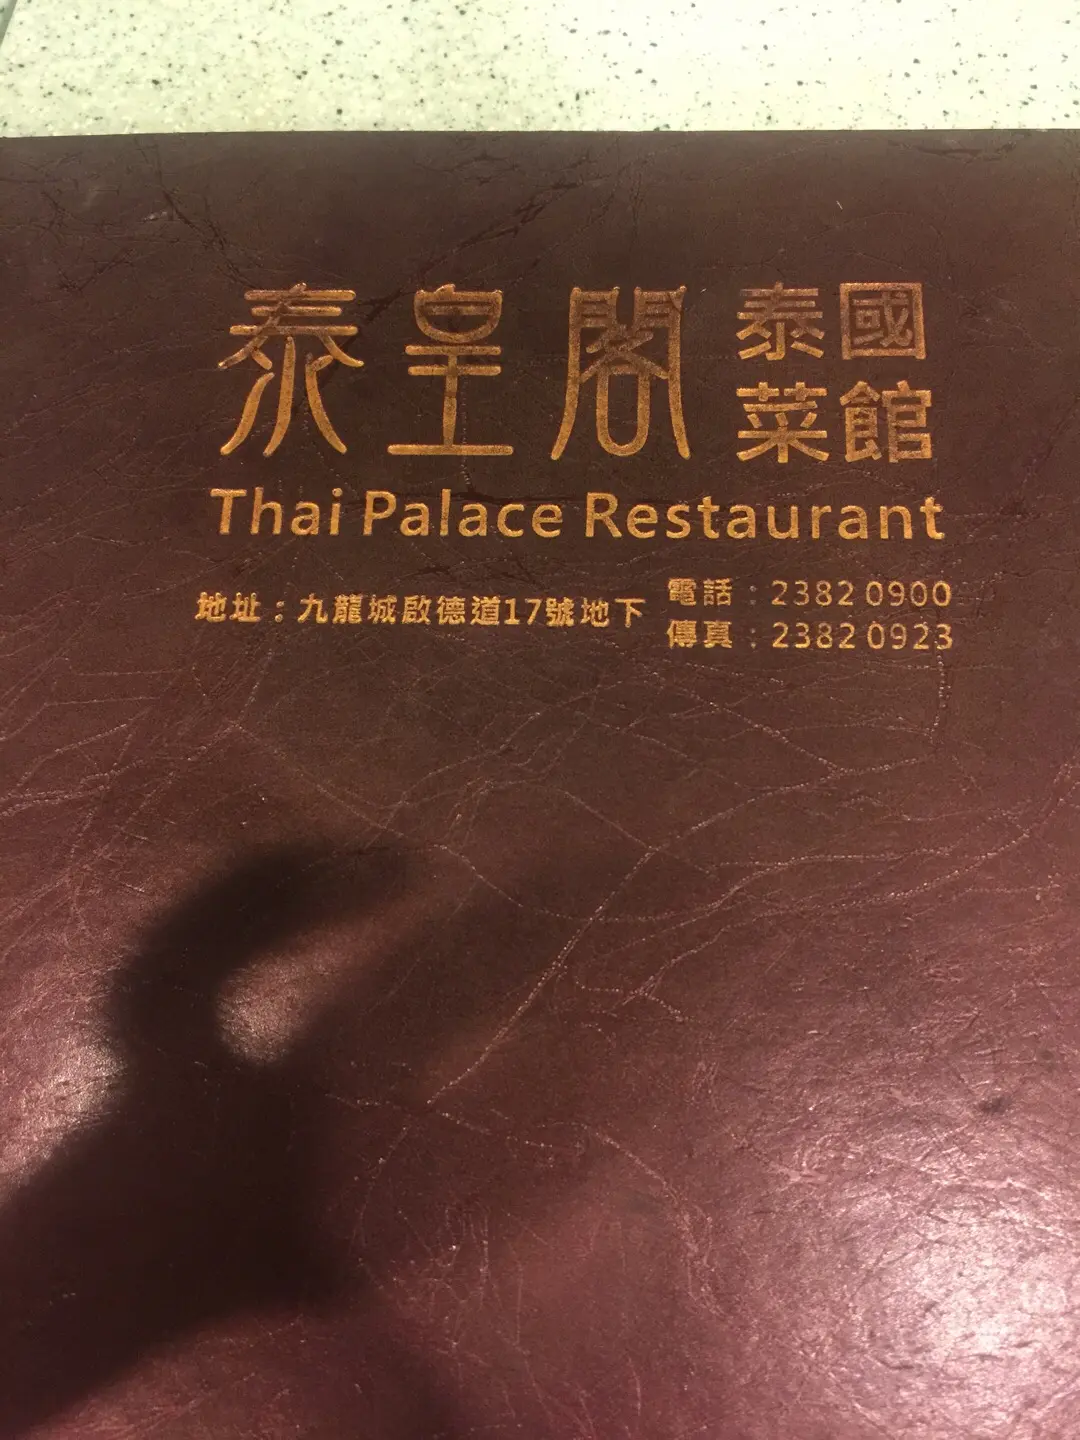 泰皇閣 泰國菜館
Thai Palace Restaurant
地址：九龍城啟德道17號地下
電話：2382 0900
傳真：2382 0923